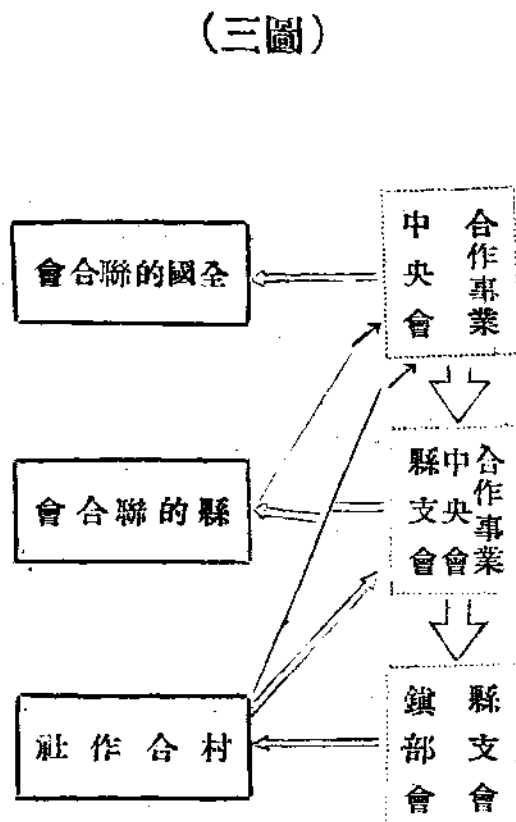 （圖三）
合作事業
中央會
全國的聯合會
合作事業
中央會
縣支會
縣的聯合會
縣支會
鎮部會
村合作社